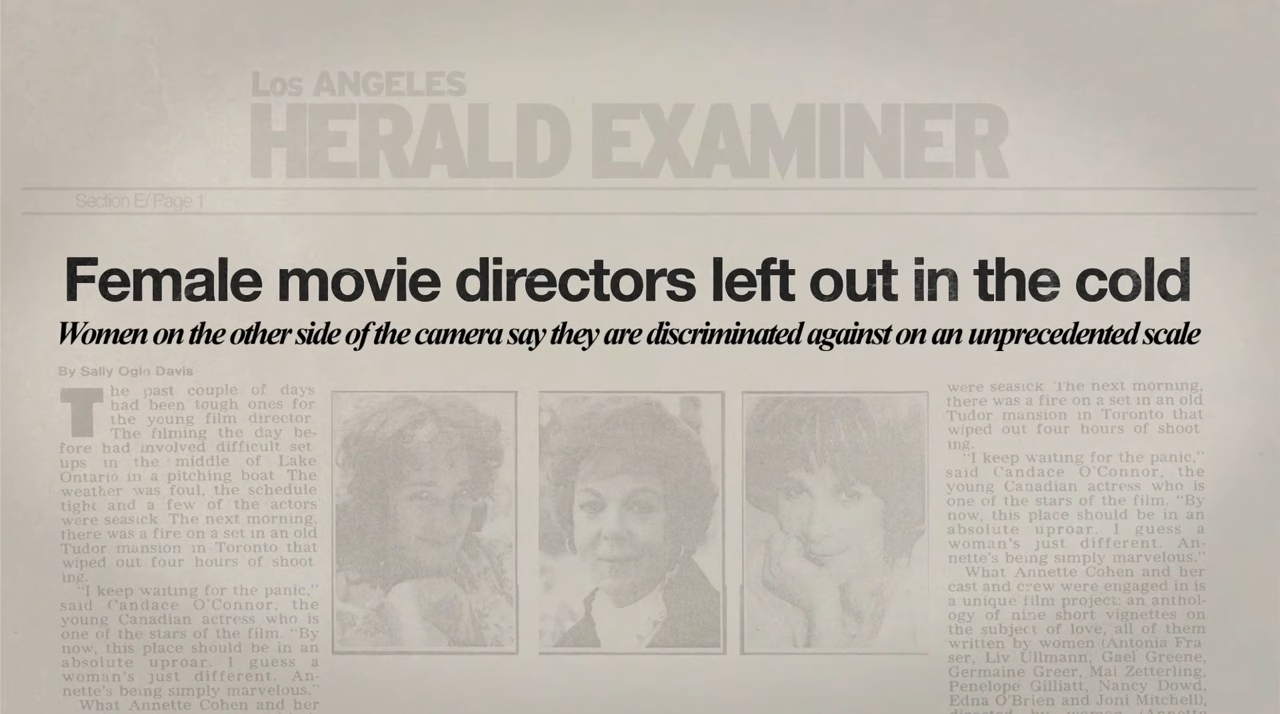 Los ANGELES
HERALD EXAMINER
Section E/Page 1
Female movie directors left out in the cold
Women on the other side of the camera say they are discriminated against on an unprecedented scale
By Sally Ogle Davis
The past couple of days
had been tough ones for
the young film director.
The filming the day be-
fore had involved difficult set
ups in the middle of Lake
Ontario in a pitching boat The
weather was foul, the schedule
tight and a few of the actors
were seasick The next morning,
there was a fire on a set in an old
Tudor mansion in Toronto that
wiped out four hours of shoot
ing.
"I keep waiting for the panic,"
said Candace O'Connor, the
young Canadian actress who is
one of the stars of the film. "By
now, this place should be in an
absolute uproar. I guess a
woman's just different. An-
nette's being simply marvelous."
What Annette Cohen and her
were seasick The next morning,
there was a fire on a set in an old
Tudor mansion in Toronto that
wiped out four hours of shoot
ing.
"I keep waiting for the panic,"
said Candace O'Connor, the
young Canadian actress who is
one of the stars of the film. "By
now, this place should be in an
absolute uproar. I guess a
woman's just different. An-
nette's being simply marvelous."
What Annette Cohen and her
cast and crew were engaged in is
a unique film project: an anthol-
ogy of nine short vignettes on
the subject of love, all of them
written by women (Antonia Fra
ser, Liv Ullmann, Gael Greene,
Germaine Greer, Mai Zetterling,
Penelope Gilliatt, Nancy Dowd,
Edna O'Brien and Joni Mitchell),
directed by women (Annette